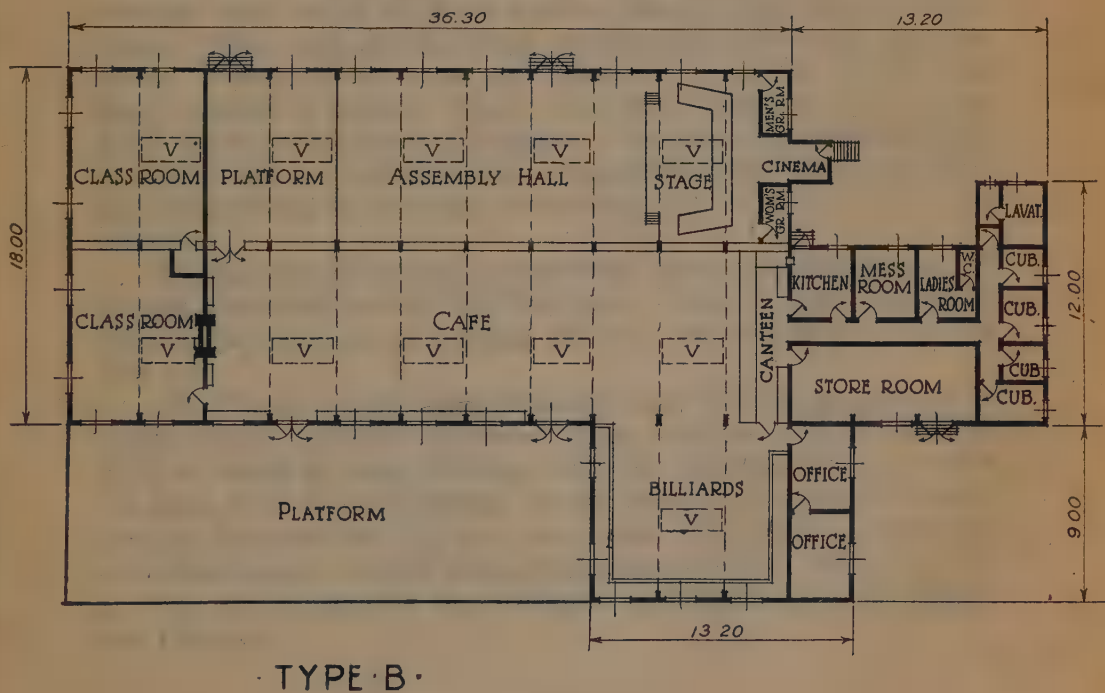 36.30
13.20
18.00
MEN'S
GR. RM
CLASS ROOM
V
PLATFORM
V
ASSEMBLY HALL
V
V
STAGE
V
CINEMA
WOM'S
GR. RM
LAVAT.
12.00
KITCHEN
MESS
ROOM
LADIES
ROOM
W.C.
CUB.
CUB.
CUB
CUB.
CLASS ROOM
V
CAFE
V
V
V
V
CANTEEN
STORE ROOM
PLATFORM
BILLIARDS
V
OFFICE
OFFICE
9.00
13.20
· TYPE · B ·